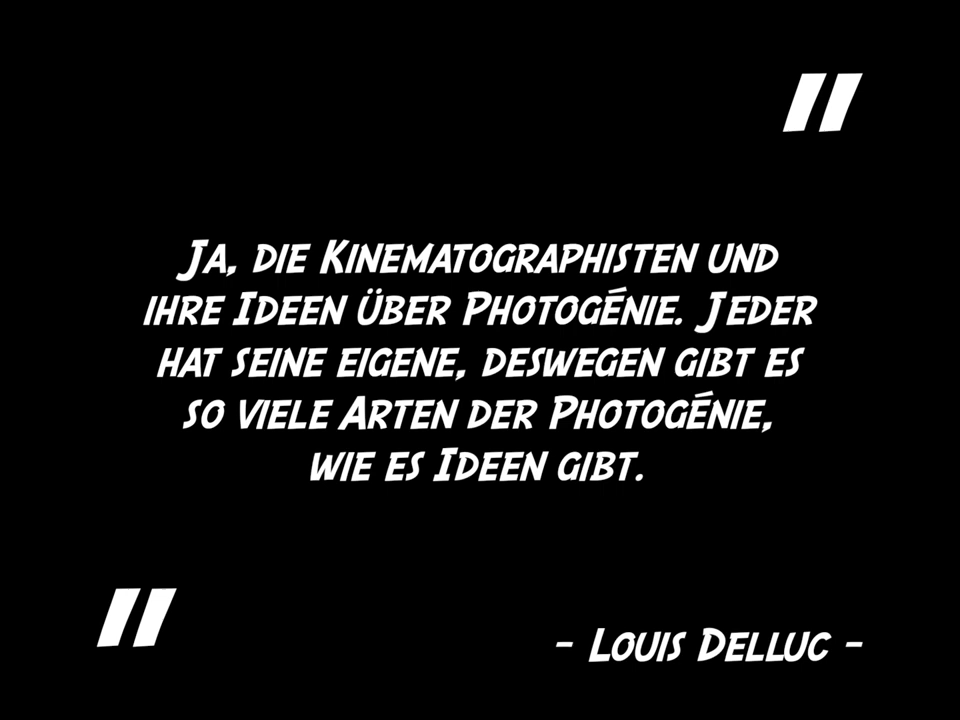 "
Ja, die Kinematographisten und
ihre Ideen über Photogénie. Jeder
hat seine eigene, deswegen gibt es
so viele Arten der Photogénie,
wie es Ideen gibt.
"
- Louis Delluc -